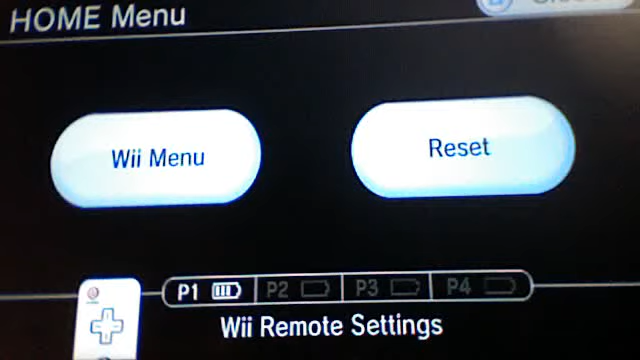 HOME Menu
Wii Menu
Reset
P1 P2 P3 P4
Wii Remote Settings